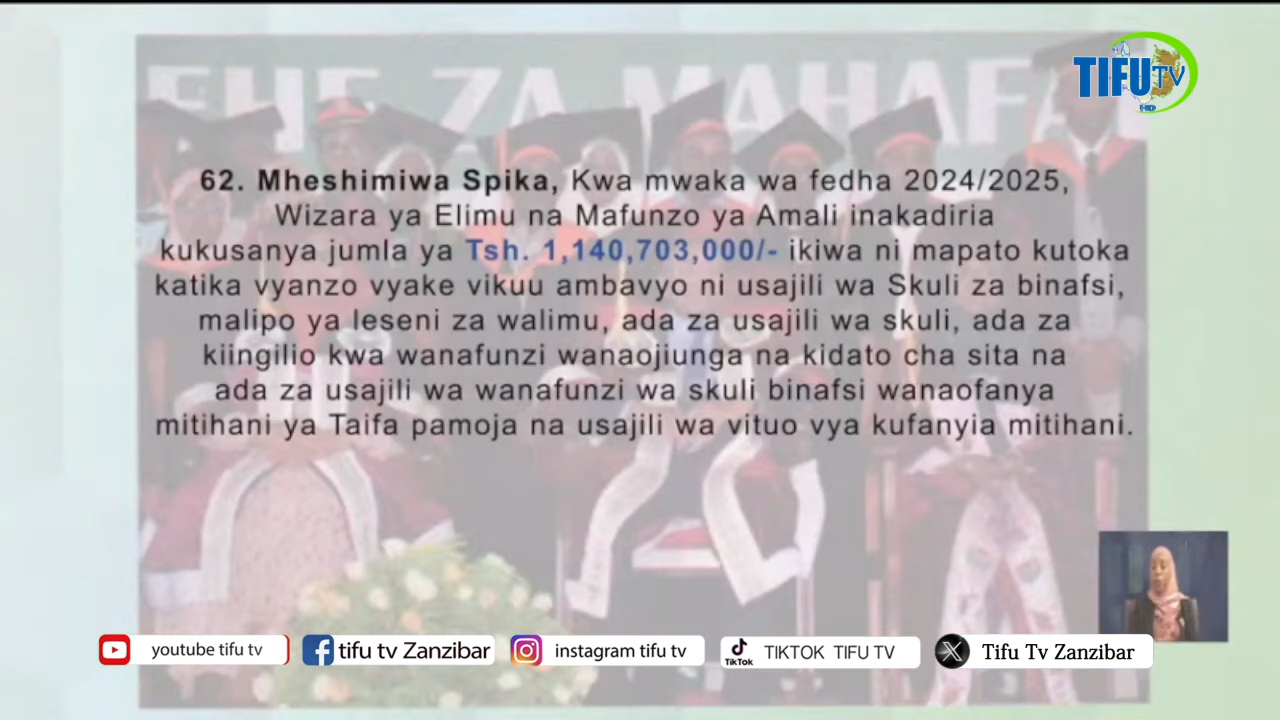 TIFU TV
HD
EHE ZA MAHAFA
62. Mheshimiwa Spika, Kwa mwaka wa fedha 2024/2025,
Wizara ya Elimu na Mafunzo ya Amali inakadiria
kukusanya jumla ya Tsh. 1,140,703,000/- ikiwa ni mapato kutoka
katika vyanzo vyake vikuu ambavyo ni usajili wa Skuli za binafsi,
malipo ya leseni za walimu, ada za usajili wa skuli, ada za
kiingilio kwa wanafunzi wanaojiunga na kidato cha sita na
ada za usajili wa wanafunzi wa skuli binafsi wanaofanya
mitihani ya Taifa pamoja na usajili wa vituo vya kufanyia mitihani.
youtube tifu tv
tifu tv Zanzibar
instagram tifu tv
TikTok
TIKTOK TIFU TV
Tifu Tv Zanzibar